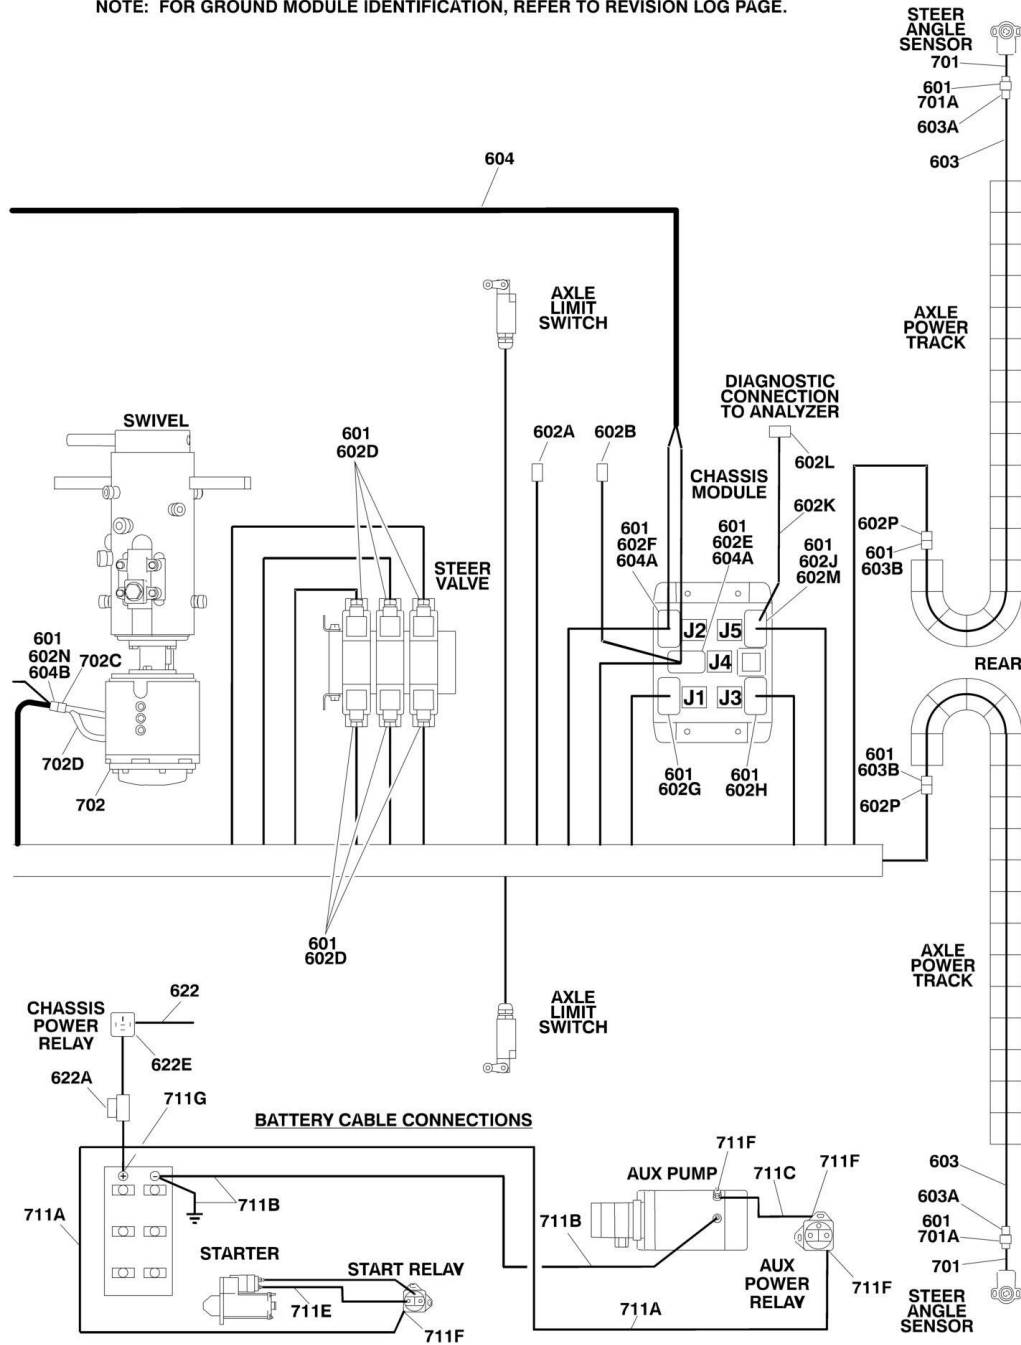 NOTE: FOR GROUND MODULE IDENTIFICATION, REFER TO REVISION LOG PAGE.
STEER
ANGLE
SENSOR
701
601
701A
603A
603
604
AXLE
LIMIT
SWITCH
AXLE
POWER
TRACK
DIAGNOSTIC
CONNECTION
TO ANALYZER
SWIVEL
601
602D
602A
602B
602L
CHASSIS
MODULE
602K
601
602F
604A
601
602E
604A
601
602J
602M
602P
601
603B
STEER
VALVE
J2
J5
J4
J1
J3
601
602N
604B
702C
702D
702
REAR
601
602G
601
602H
601
603B
602P
601
602D
AXLE
POWER
TRACK
622
CHASSIS
POWER
RELAY
AXLE
LIMIT
SWITCH
622E
622A
711G
BATTERY CABLE CONNECTIONS
711F
AUX PUMP
711C
711F
603
603A
601
701A
701
711A
711B
711B
STARTER
START RELAY
AUX
POWER
RELAY
711F
711E
711F
711A
STEER
ANGLE
SENSOR